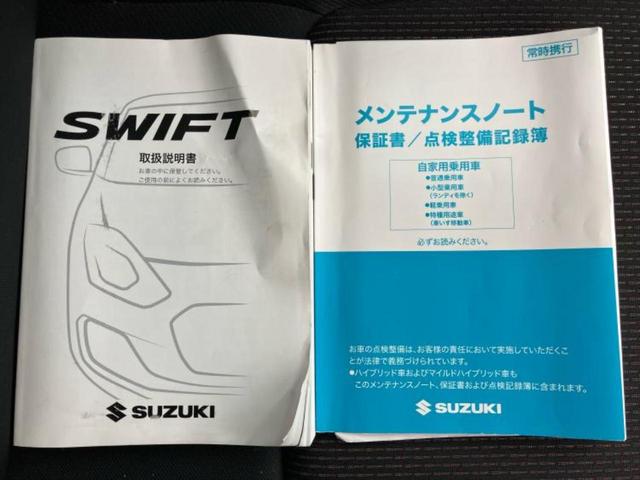 SWIFT
取扱説明書
お車の中に保管してください。
ご使用の前によくお読みください。
SUZUKI
常時携行
メンテナンスノート
保証書／点検整備記録簿
自家用乗用車
●普通乗用車
●小型乗用車
（ランディを除く）
●軽乗用車
●特種用途車
（車いす移動車）
必ずお読みください。
お車の点検整備は、お客様の責任において実施していただくこ
とが法律で義務づけられています。
●ハイブリッド車およびマイルドハイブリッド車も
このメンテナンスノート、保証書および点検記録簿に含まれます。
SUZUKI